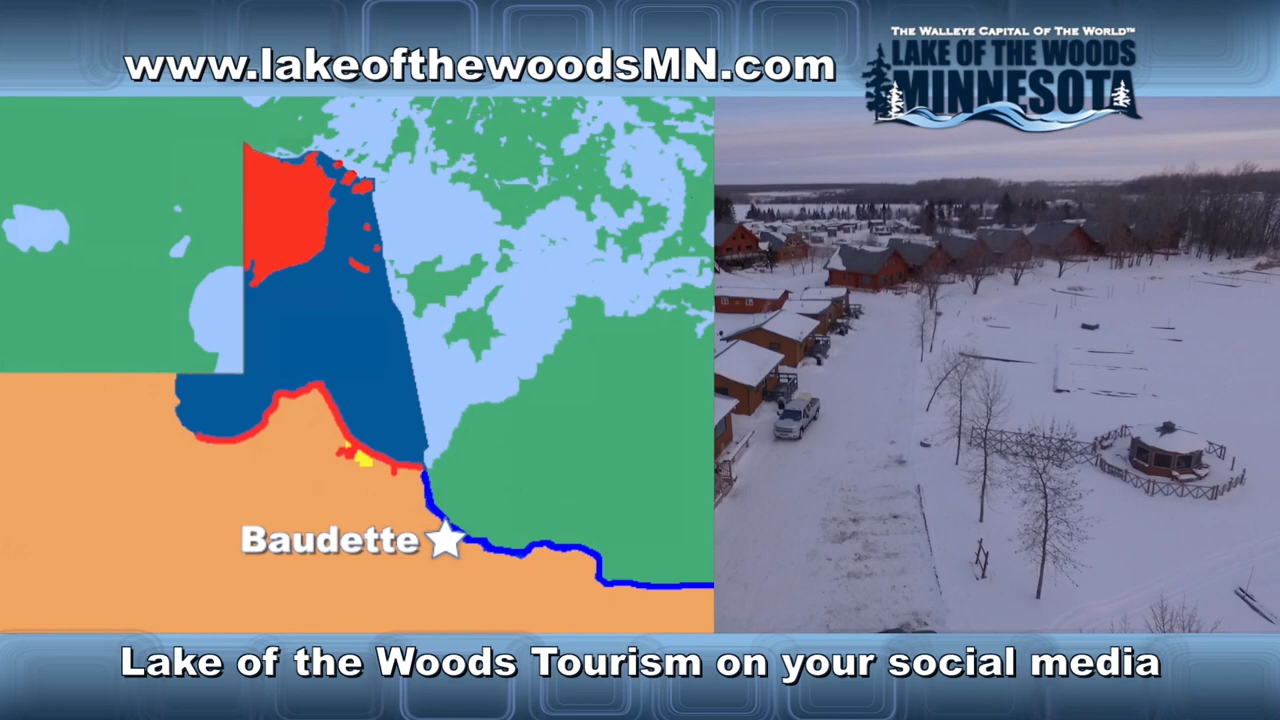 www.lakeofthewoodsMN.com
THE WALLEYE CAPITAL OF THE WORLD™
LAKE OF THE WOODS
MINNESOTA
Baudette
Lake of the Woods Tourism on your social media